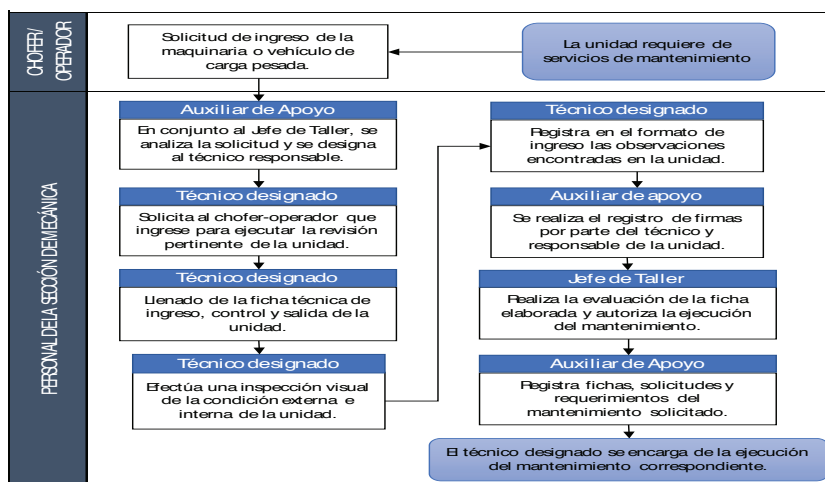 CHOFER/
OPERADOR
Solicitud de ingreso de la
maquinaria o vehículo de
carga pesada.
La unidad requiere de
servicios de mantenimiento
PERSONAL DE LA SECCIÓN DE MECÁNICA
Auxiliar de Apoyo
En conjunto al Jefe de Taller, se
analiza la solicitud y se designa
al técnico responsable.
Técnico designado
Solicita al chofer-operador que
ingrese para ejecutar la revisión
pertinente de la unidad.
Técnico designado
Llenado de la ficha técnica de
ingreso, control y salida de la
unidad.
Técnico designado
Efectúa una inspección visual
de la condición externa e
interna de la unidad.
Técnico designado
Registra en el formato de
ingreso las observaciones
encontradas en la unidad.
Auxiliar de apoyo
Se realiza el registro de firmas
por parte del técnico y
responsable de la unidad.
Jefe de Taller
Realiza la evaluación de la ficha
elaborada y autoriza la ejecución
del mantenimiento.
Auxiliar de Apoyo
Registra fichas, solicitudes y
requerimientos del
mantenimiento solicitado.
El técnico designado se encarga de la ejecución
del mantenimiento correspondiente.